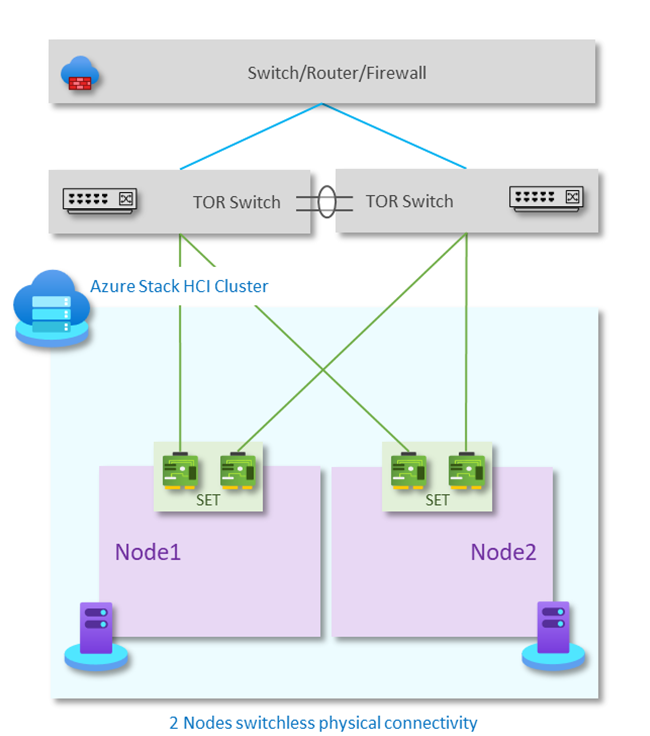 Switch/Router/Firewall
TOR Switch
TOR Switch
Azure Stack HCI Cluster
SET
SET
Node1
Node2
2 Nodes switchless physical connectivity